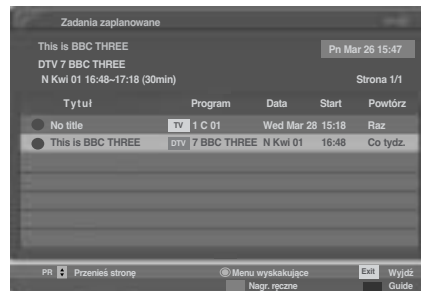 Zadania zaplanowane
This is BBC THREE
Pn Mar 26 15:47
DTV 7 BBC THREE
N Kwi 01 16:48~17:18 (30min)
Strona 1/1
Tytuł Program Data Start Powtórz
No title TV 1 C 01 Wed Mar 28 15:18 Raz
This is BBC THREE DTV 7 BBC THREE N Kwi 01 16:48 Co tydz.
PR Przenieś stronę Menu wyskakujące Exit Wyjdź
Nagr. ręczne Guide